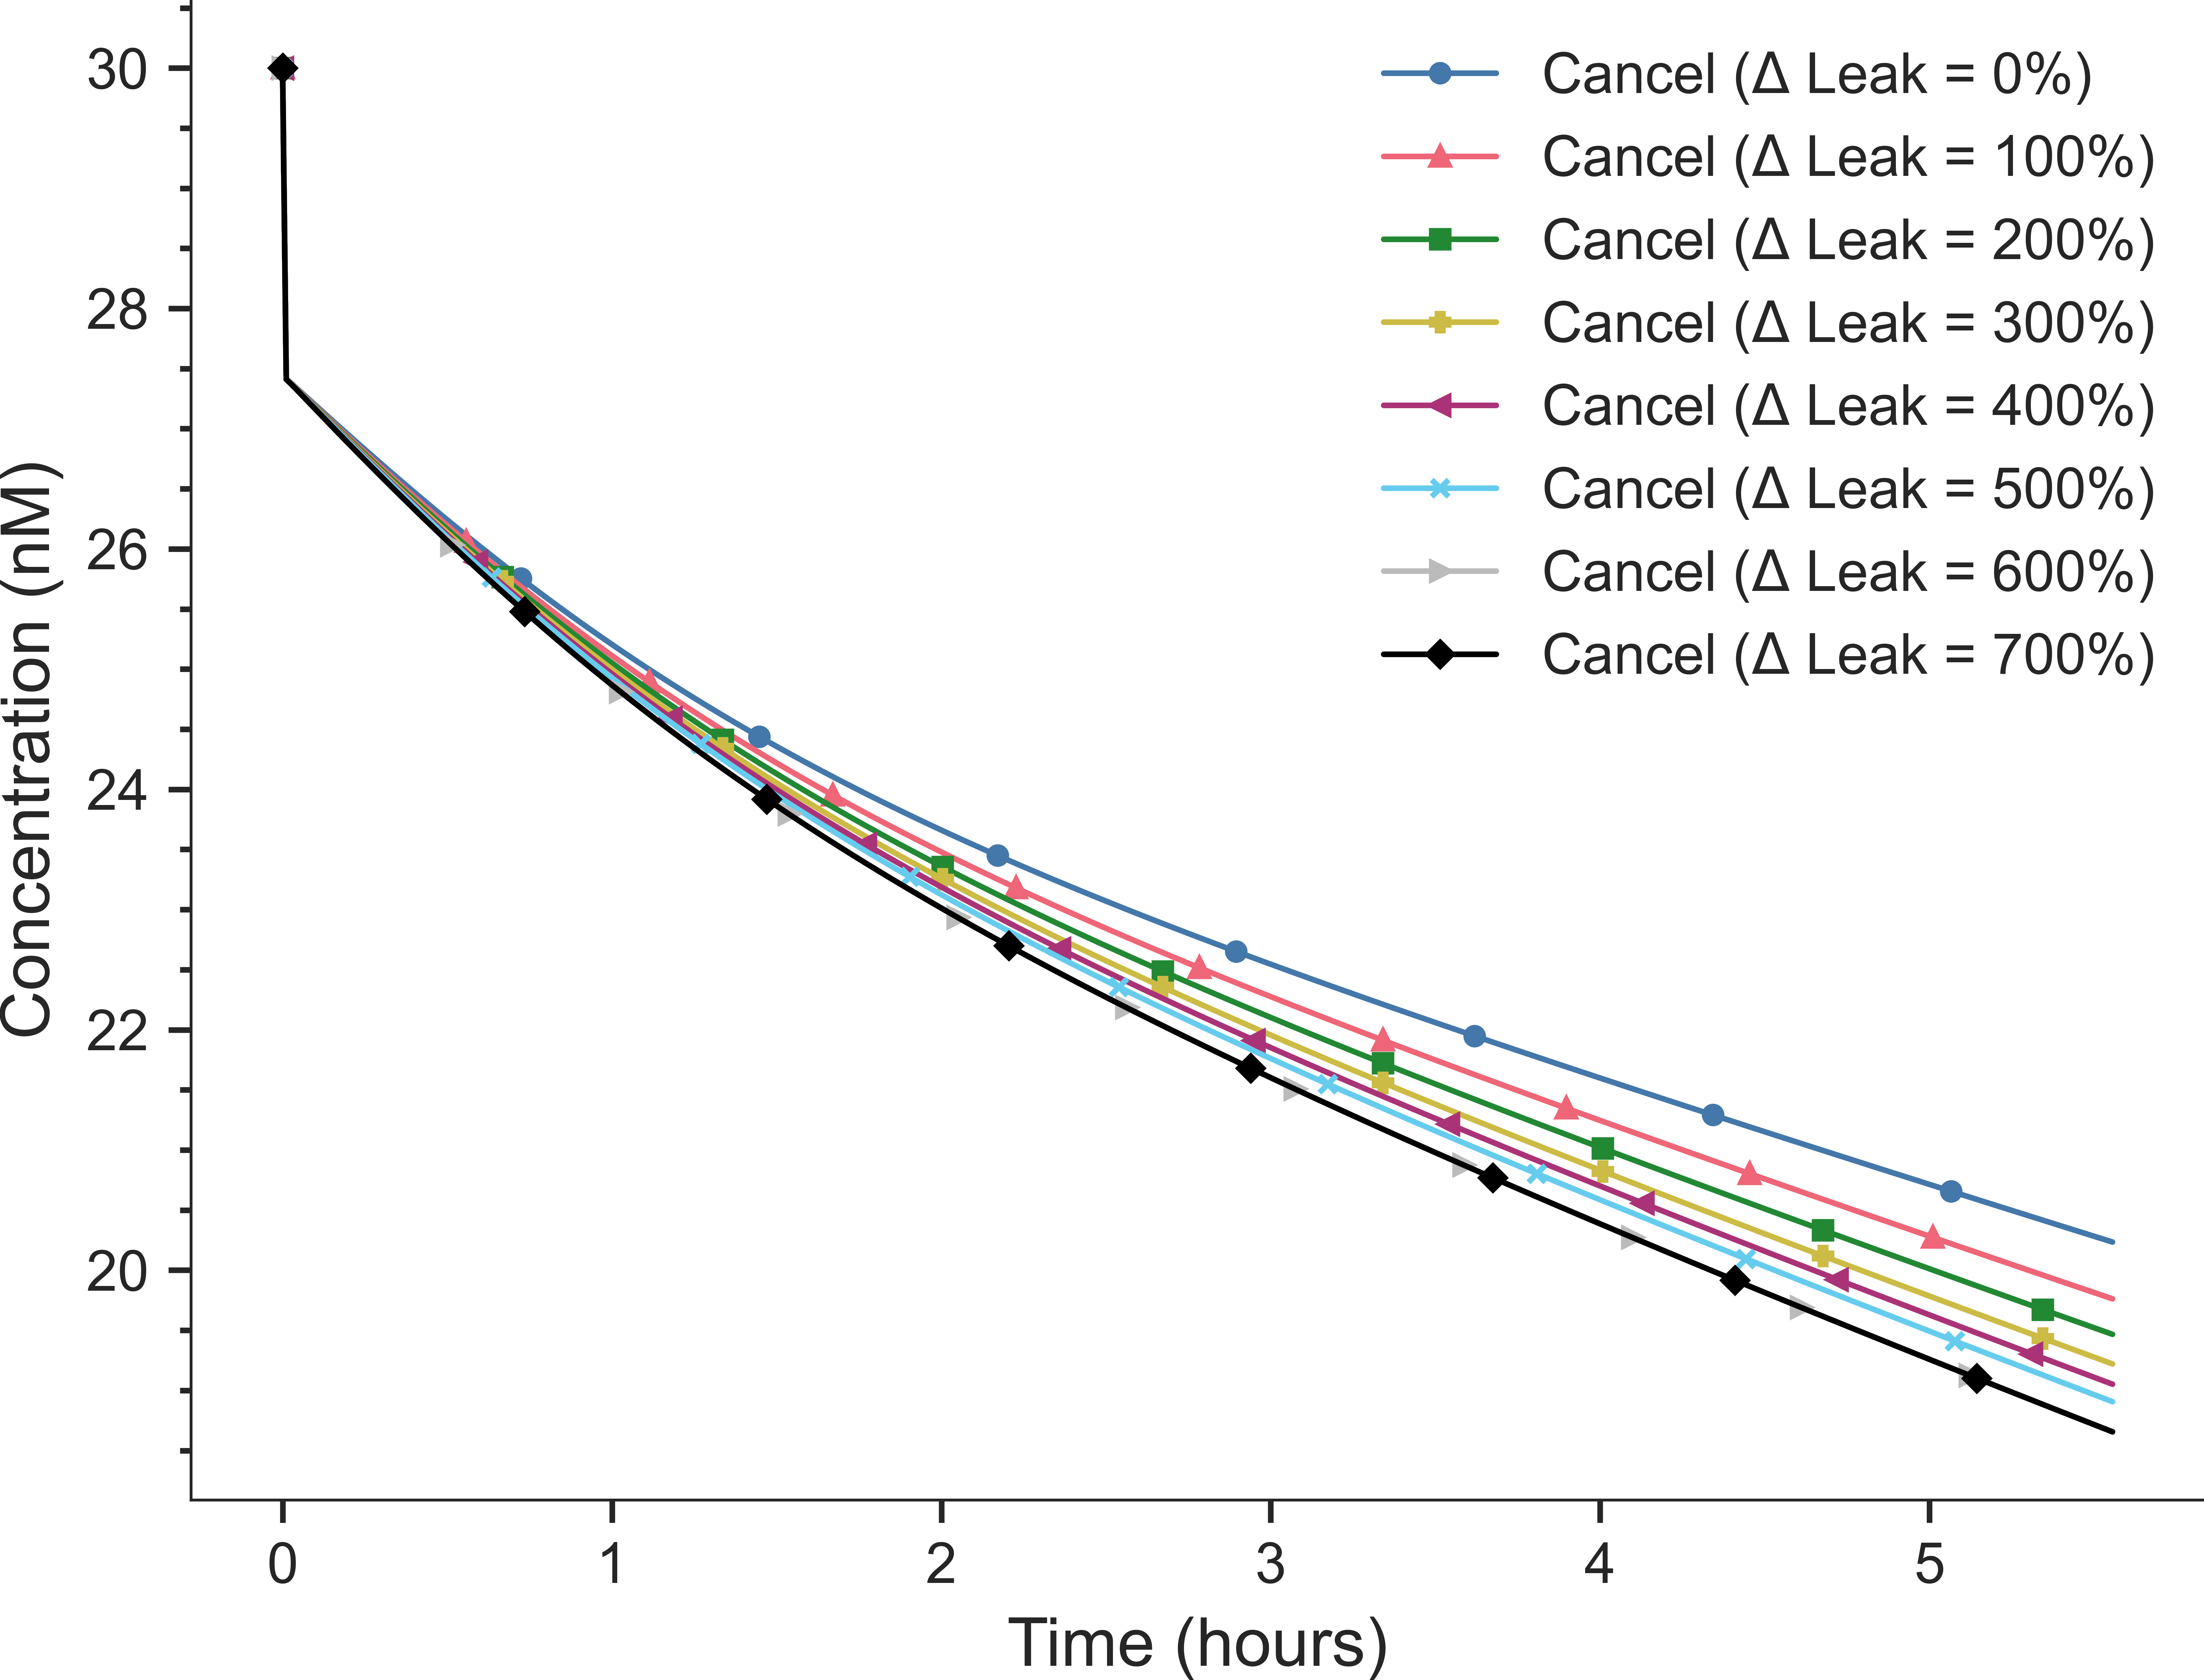 Concentration (nM)
30
28
26
24
22
20
Cancel (Δ Leak = 0%)
Cancel (Δ Leak = 100%)
Cancel (Δ Leak = 200%)
Cancel (Δ Leak = 300%)
Cancel (Δ Leak = 400%)
Cancel (Δ Leak = 500%)
Cancel (Δ Leak = 600%)
Cancel (Δ Leak = 700%)
0 1 2 3 4 5
Time (hours)